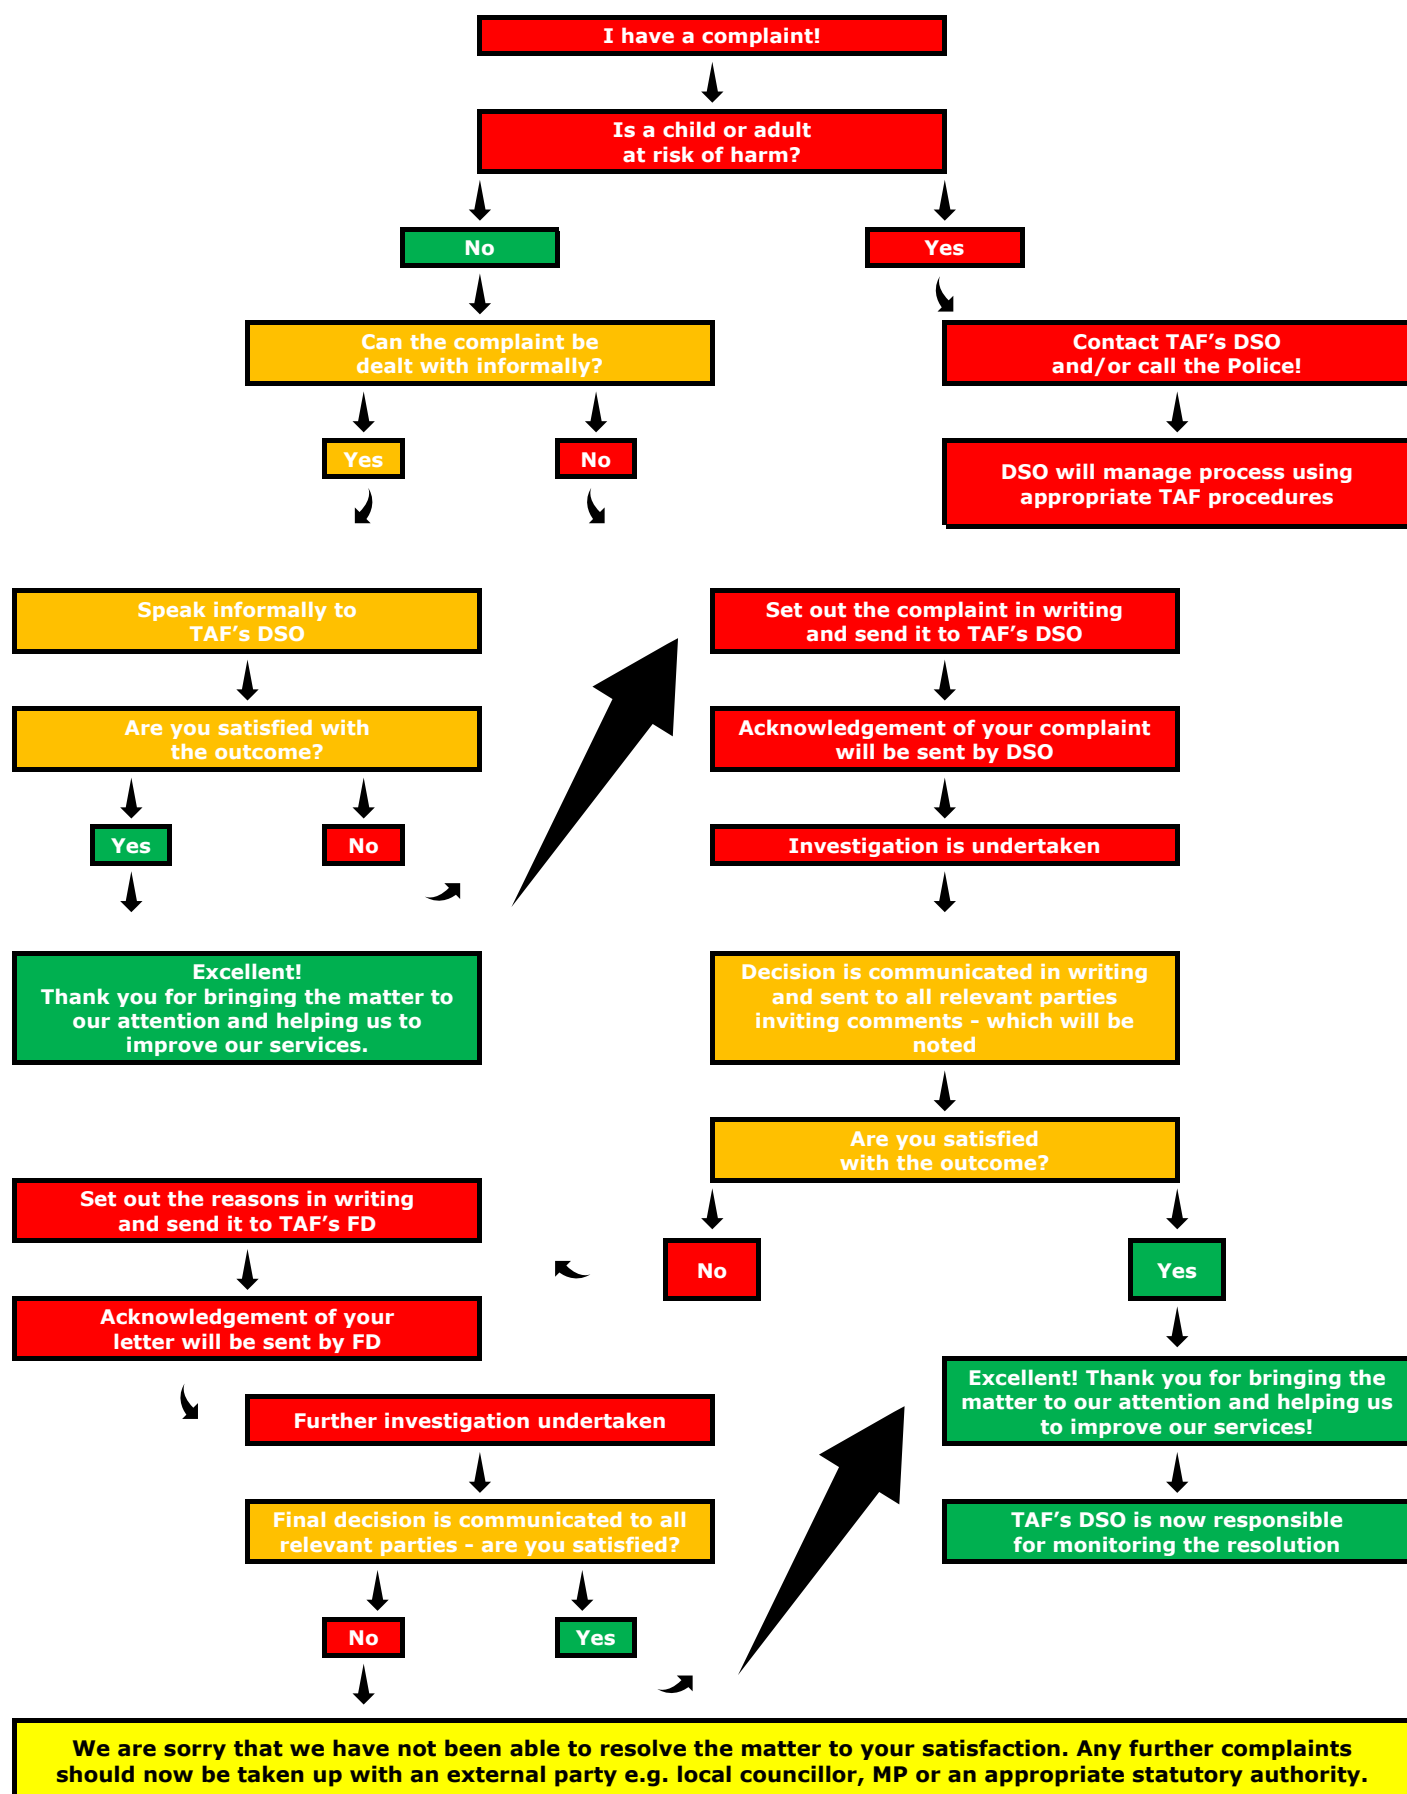 I have a complaint!
Is a child or adult
at risk of harm?
No
Yes
Can the complaint be
dealt with informally?
Contact TAF’s DSO
and/or call the Police!
Yes
No
DSO will manage process using
appropriate TAF procedures
Speak informally to
TAF’s DSO
Are you satisfied with
the outcome?
Yes
No
Excellent!
Thank you for bringing the matter to
our attention and helping us to
improve our services.
Set out the complaint in writing
and send it to TAF’s DSO
Acknowledgement of your complaint
will be sent by DSO
Investigation is undertaken
Decision is communicated in writing
and sent to all relevant parties
inviting comments - which will be
noted
Are you satisfied
with the outcome?
No
Yes
Set out the reasons in writing
and send it to TAF’s FD
Acknowledgement of your
letter will be sent by FD
Further investigation undertaken
Final decision is communicated to all
relevant parties - are you satisfied?
No
Yes
Excellent! Thank you for bringing the
matter to our attention and helping us
to improve our services!
TAF’s DSO is now responsible
for monitoring the resolution
We are sorry that we have not been able to resolve the matter to your satisfaction. Any further complaints
should now be taken up with an external party e.g. local councillor, MP or an appropriate statutory authority.